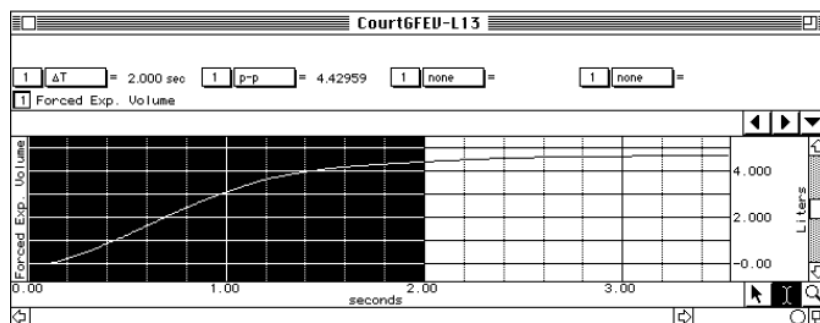 CourtGFEV-L13
1 ΔT = 2.000 sec 1 p-p = 4.42959 1 none = 1 none =
1 Forced Exp. Volume
Forced Exp. Volume
4.000
2.000
-0.00
Liters
0.00 1.00 2.00 3.00
seconds